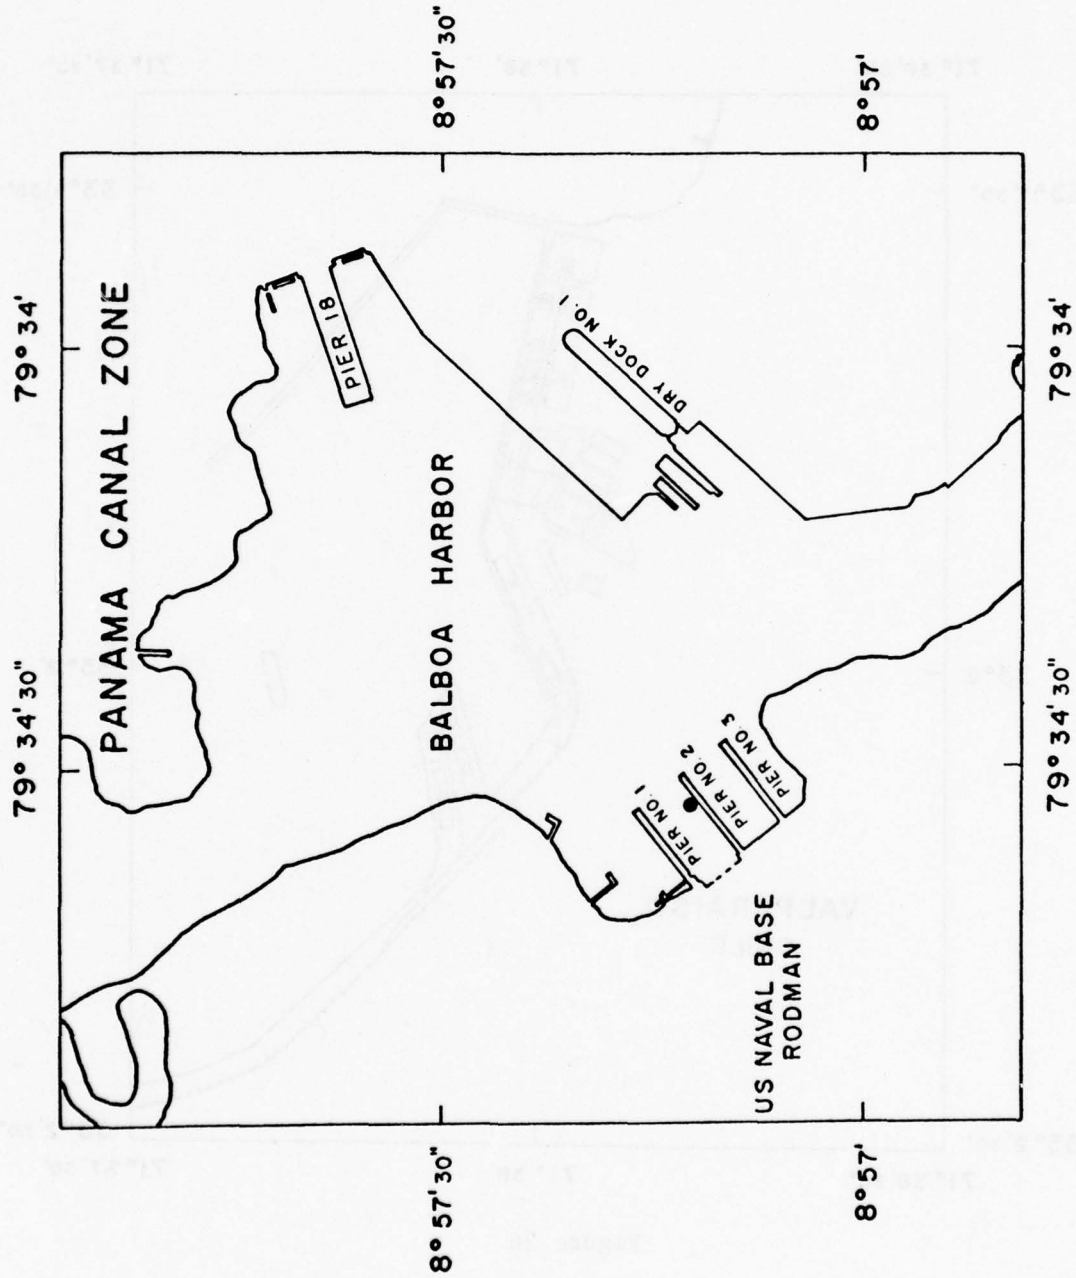 79° 34' 30"
79° 34'
PANAMA CANAL ZONE
8° 57' 30"
8° 57' 30"
PIER 18
BALBOA HARBOR
DRY DOCK NO. 1
PIER NO. 1
PIER NO. 2
PIER NO. 3
US NAVAL BASE
RODMAN
8° 57'
8° 57'
79° 34' 30"
79° 34'